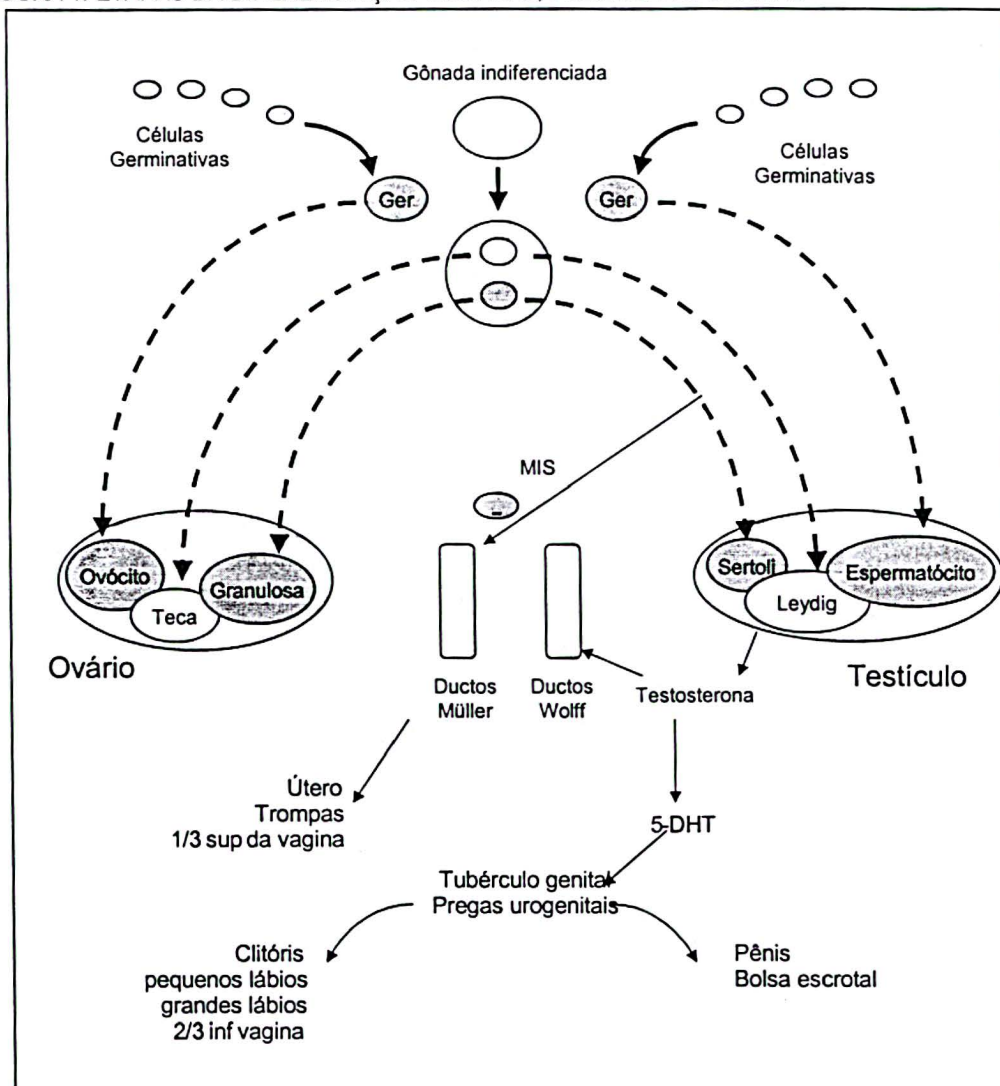 Gônada indiferenciada
Células
Germinativas
Células
Germinativas
Ger
Ger
MIS
Ovócito
Teca
Granulosa
Sertoli
Leydig
Espermatócito
Ovário
Testículo
Ductos
Müller
Ductos
Wolff
Testosterona
Útero
Trompas
1/3 sup da vagina
5-DHT
Tubérculo genital
Pregas urogenitais
Clitóris
pequenos lábios
grandes lábios
2/3 inf vagina
Pênis
Bolsa escrotal